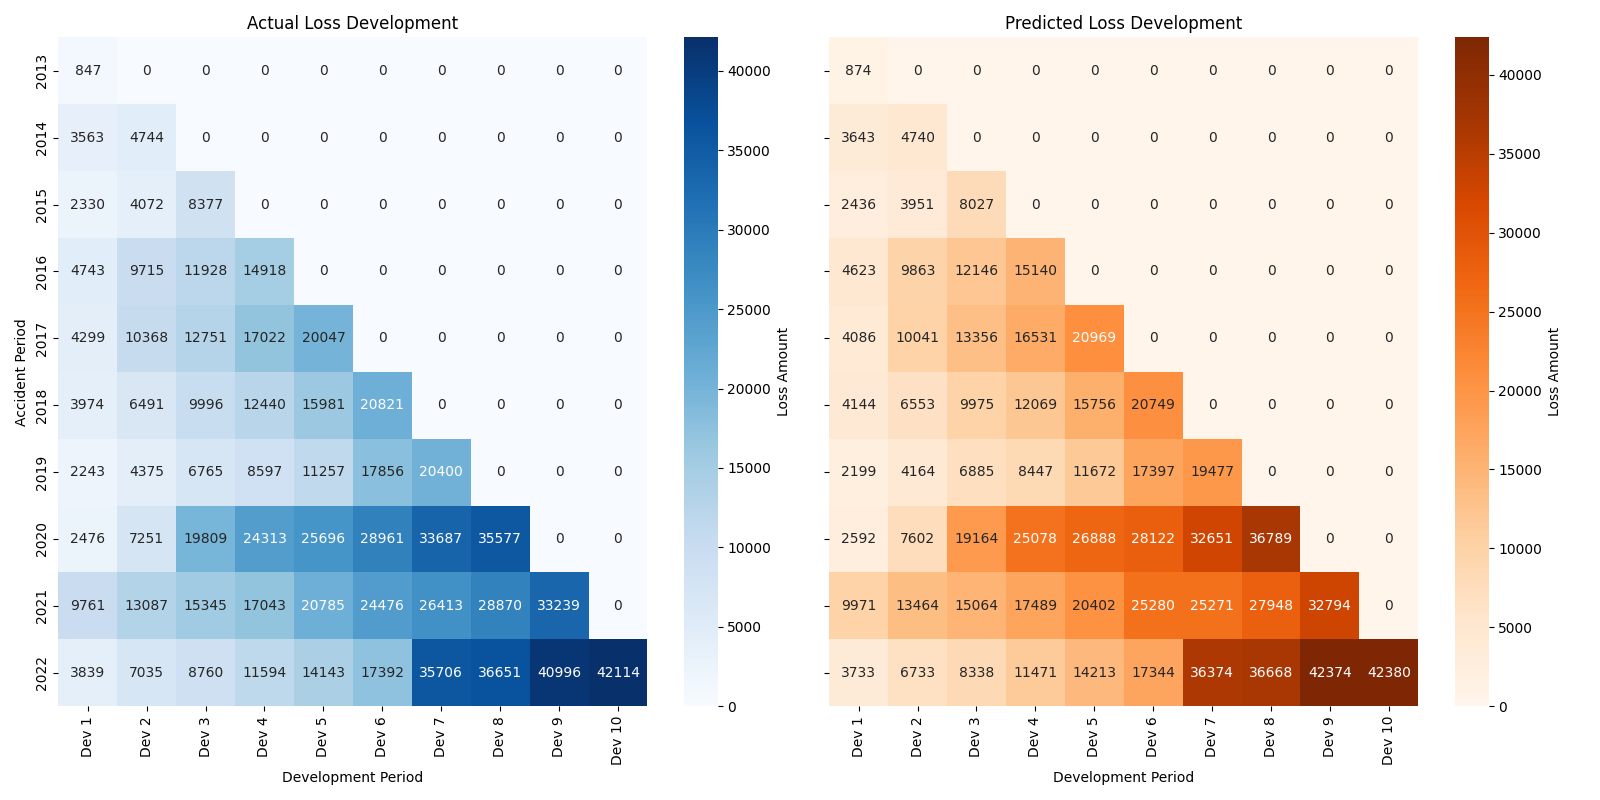 Actual Loss Development
2013 847 0 0 0 0 0 0 0 0 0
2014 3563 4744 0 0 0 0 0 0 0 0
2015 2330 4072 8377 0 0 0 0 0 0 0
2016 4743 9715 11928 14918 0 0 0 0 0 0
2017 4299 10368 12751 17022 20047 0 0 0 0 0
2018 3974 6491 9996 12440 15981 20821 0 0 0 0
2019 2243 4375 6765 8597 11257 17856 20400 0 0 0
2020 2476 7251 19809 24313 25696 28961 33687 35577 0 0
2021 9761 13087 15345 17043 20785 24476 26413 28870 33239 0
2022 3839 7035 8760 11594 14143 17392 35706 36651 40996 42114
Dev 1 Dev 2 Dev 3 Dev 4 Dev 5 Dev 6 Dev 7 Dev 8 Dev 9 Dev 10
Development Period
Accident Period
40000
35000
30000
25000
20000
15000
10000
5000
0
Loss Amount
Predicted Loss Development
874 0 0 0 0 0 0 0 0 0
3643 4740 0 0 0 0 0 0 0 0
2436 3951 8027 0 0 0 0 0 0 0
4623 9863 12146 15140 0 0 0 0 0 0
4086 10041 13356 16531 20969 0 0 0 0 0
4144 6553 9975 12069 15756 20749 0 0 0 0
2199 4164 6885 8447 11672 17397 19477 0 0 0
2592 7602 19164 25078 26888 28122 32651 36789 0 0
9971 13464 15064 17489 20402 25280 25271 27948 32794 0
3733 6733 8338 11471 14213 17344 36374 36668 42374 42380
Dev 1 Dev 2 Dev 3 Dev 4 Dev 5 Dev 6 Dev 7 Dev 8 Dev 9 Dev 10
Development Period
40000
35000
30000
25000
20000
15000
10000
5000
0
Loss Amount